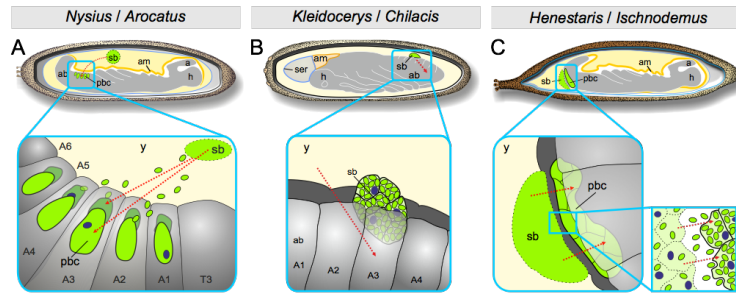 Nysius / Arocatus
Kleidocerys / Chilacis
Henestaris / Ischnodemus
A
sb
am
a
ab
pbc
h
B
am
ser
h
sb
ab
C
am
a
sb
pbc
h
y
sb
A6
A5
A4
pbc
A3
A2
A1
T3
y
sb
ab
A1
A2
A3
A4
y
pbc
sb